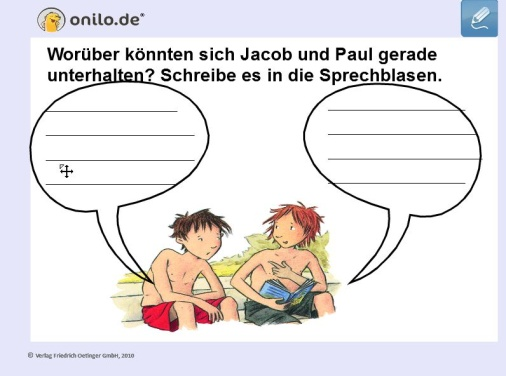 onilo.de®
Worüber könnten sich Jacob und Paul gerade
unterhalten? Schreibe es in die Sprechblasen.
© Verlag Friedrich Oetinger GmbH, 2010